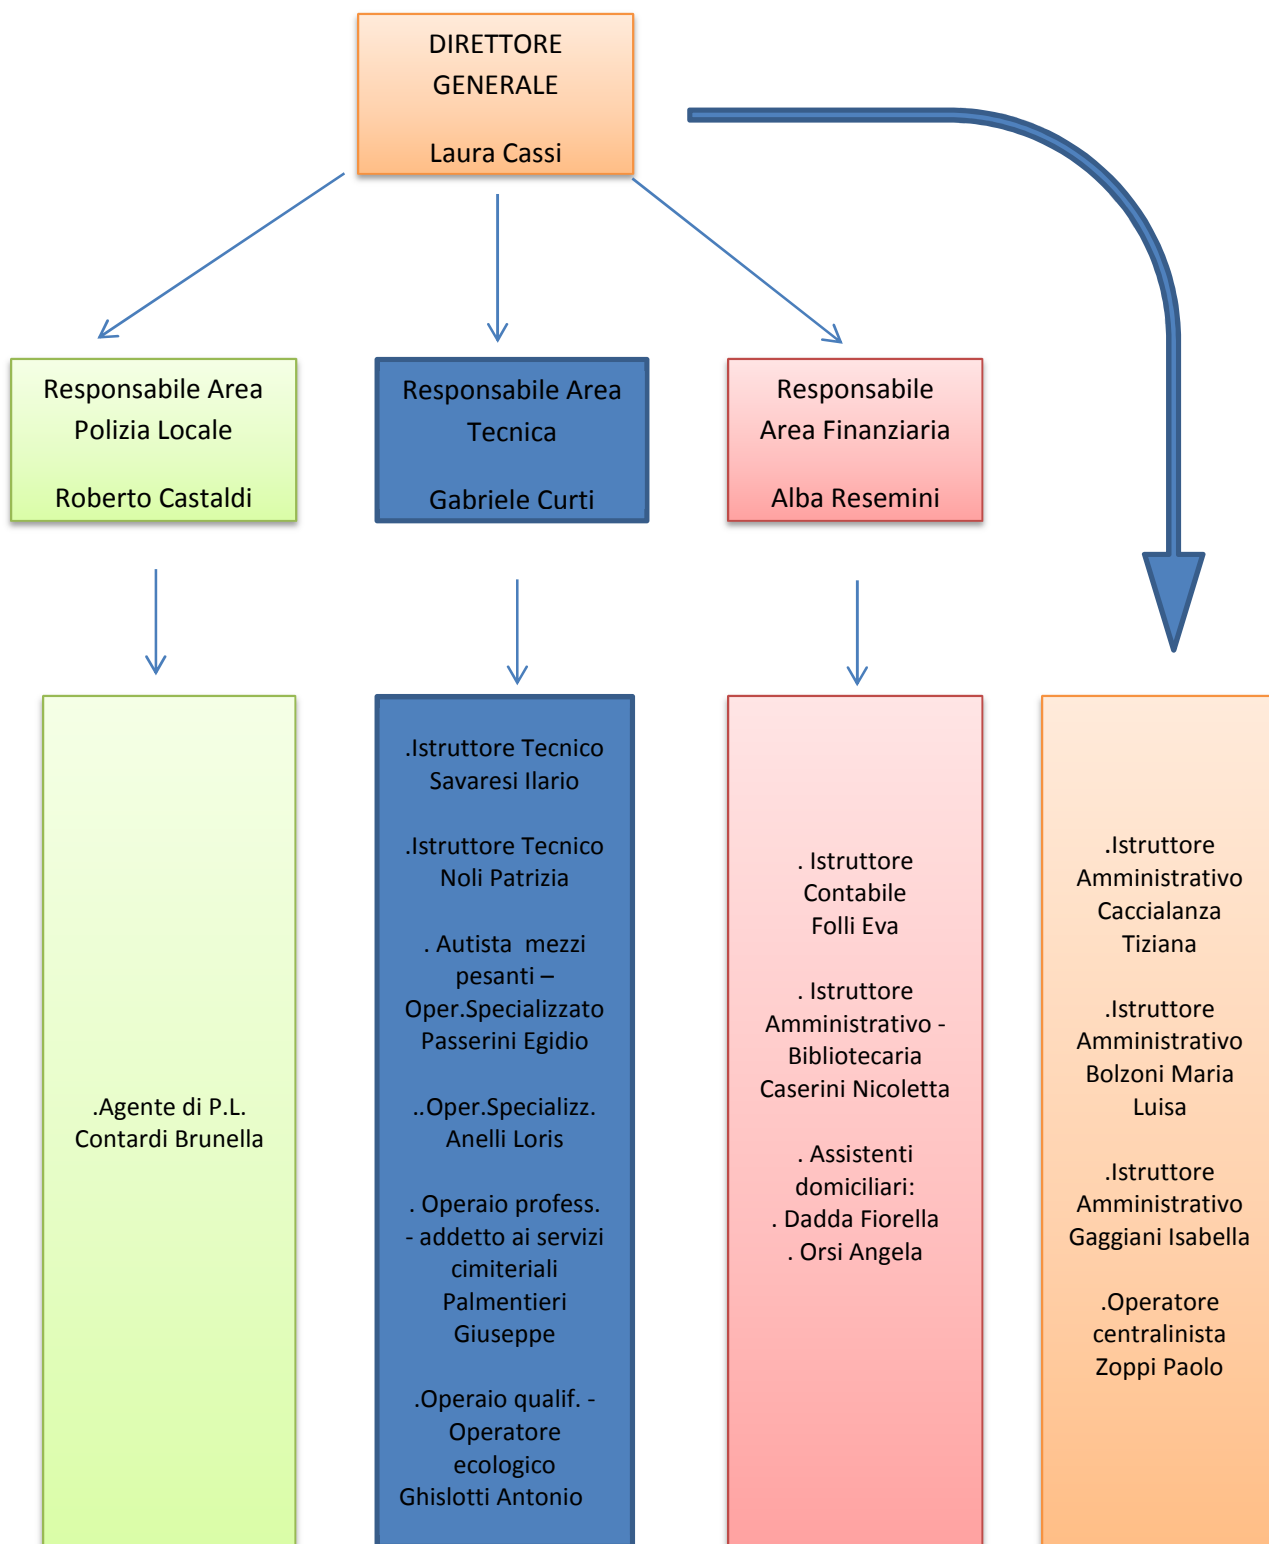 DIRETTORE
GENERALE
Laura Cassi
Responsabile Area
Polizia Locale
Roberto Castaldi
Responsabile Area
Tecnica
Gabriele Curti
Responsabile
Area Finanziaria
Alba Resemini
.Agente di P.L.
Contardi Brunella
.Istruttore Tecnico
Savaresi Ilario
.Istruttore Tecnico
Noli Patrizia
. Autista  mezzi
pesanti –
Oper.Specializzato
Passerini Egidio
..Oper.Specializz.
Anelli Loris
. Operaio profess.
- addetto ai servizi
cimiteriali
Palmentieri
Giuseppe
.Operaio qualif. -
Operatore
ecologico
Ghislotti Antonio
. Istruttore
Contabile
Folli Eva
. Istruttore
Amministrativo -
Bibliotecaria
Caserini Nicoletta
. Assistenti
domiciliari:
. Dadda Fiorella
. Orsi Angela
.Istruttore
Amministrativo
Caccialanza
Tiziana
.Istruttore
Amministrativo
Bolzoni Maria
Luisa
.Istruttore
Amministrativo
Gaggiani Isabella
.Operatore
centralinista
Zoppi Paolo